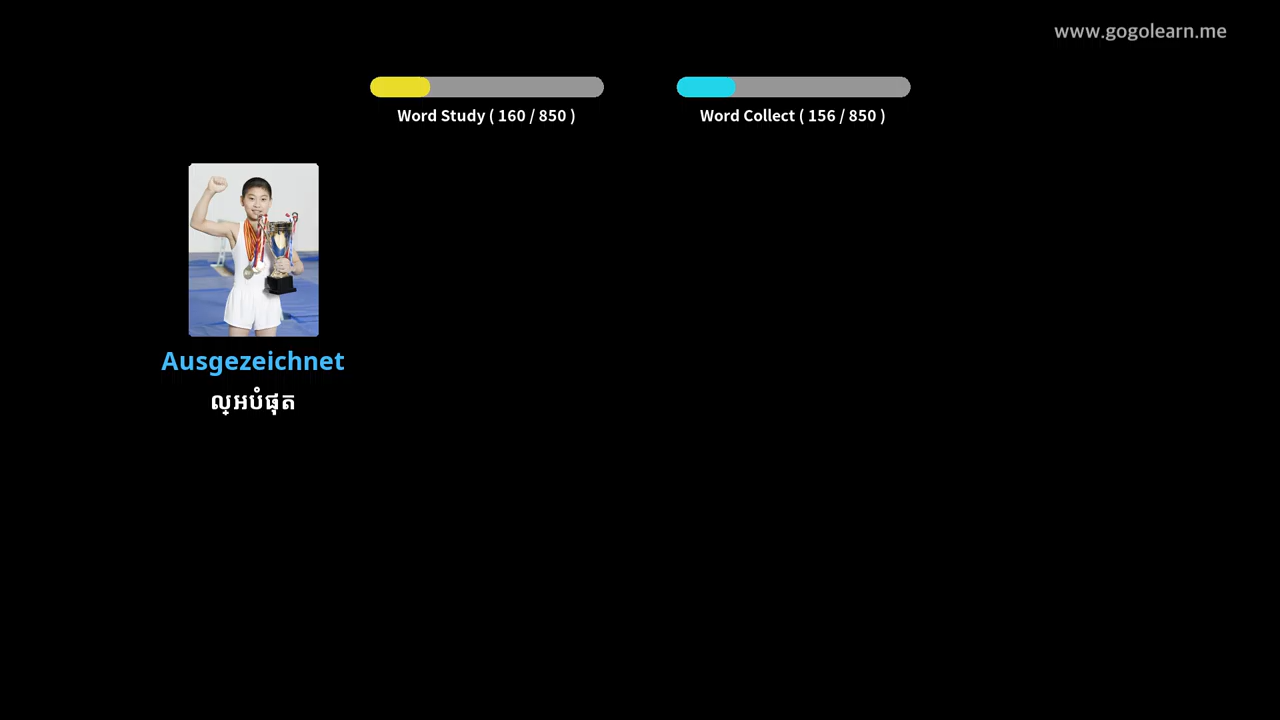 www.gogolearn.me
Word Study ( 160 / 850 )
Word Collect ( 156 / 850 )
Ausgezeichnet
ល្អបំផុត